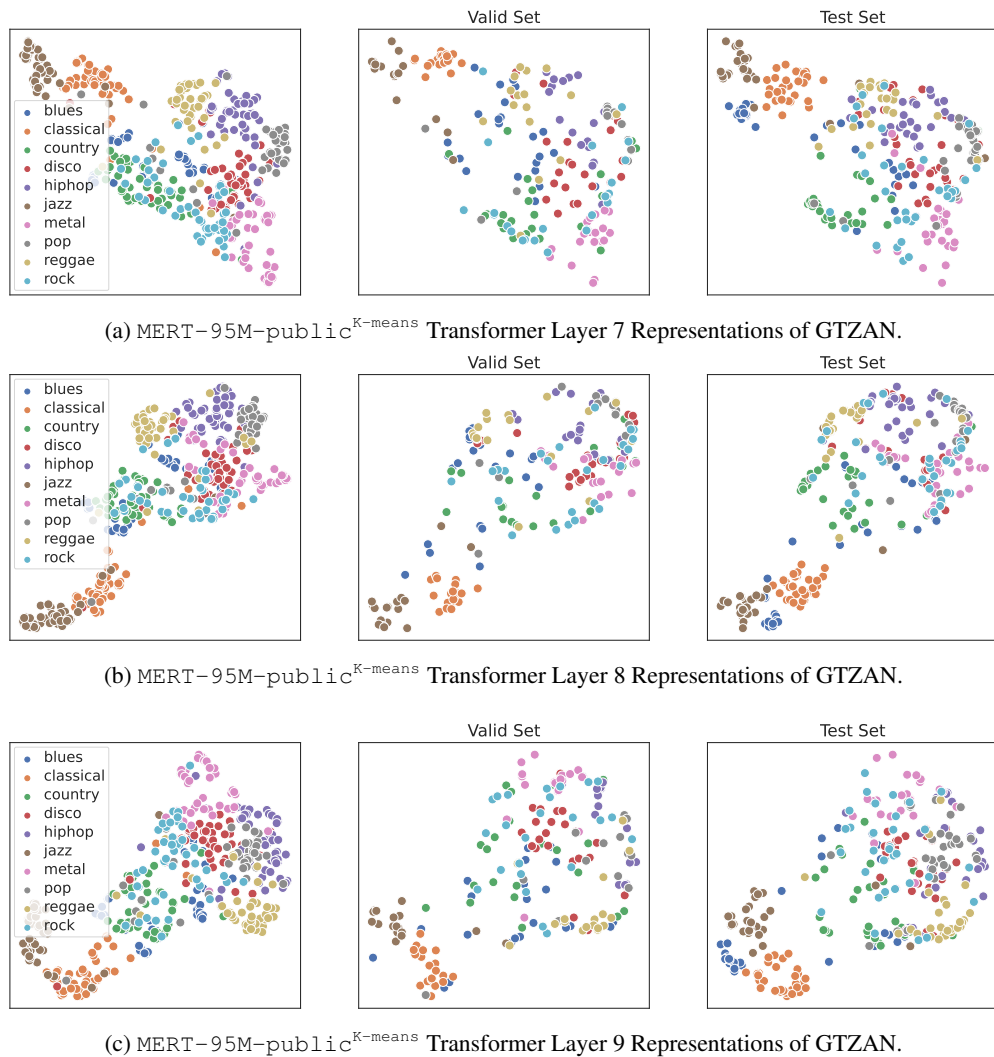 Valid Set
Test Set
blues
classical
country
disco
hiphop
jazz
metal
pop
reggae
rock
(a) MERT-95M-public^K-means Transformer Layer 7 Representations of GTZAN.
Valid Set
Test Set
blues
classical
country
disco
hiphop
jazz
metal
pop
reggae
rock
(b) MERT-95M-public^K-means Transformer Layer 8 Representations of GTZAN.
Valid Set
Test Set
blues
classical
country
disco
hiphop
jazz
metal
pop
reggae
rock
(c) MERT-95M-public^K-means Transformer Layer 9 Representations of GTZAN.